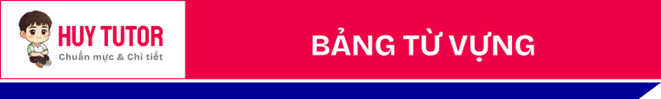 HUY TUTOR
Chuẩn mực & Chi tiết
BẢNG TỪ VỰNG